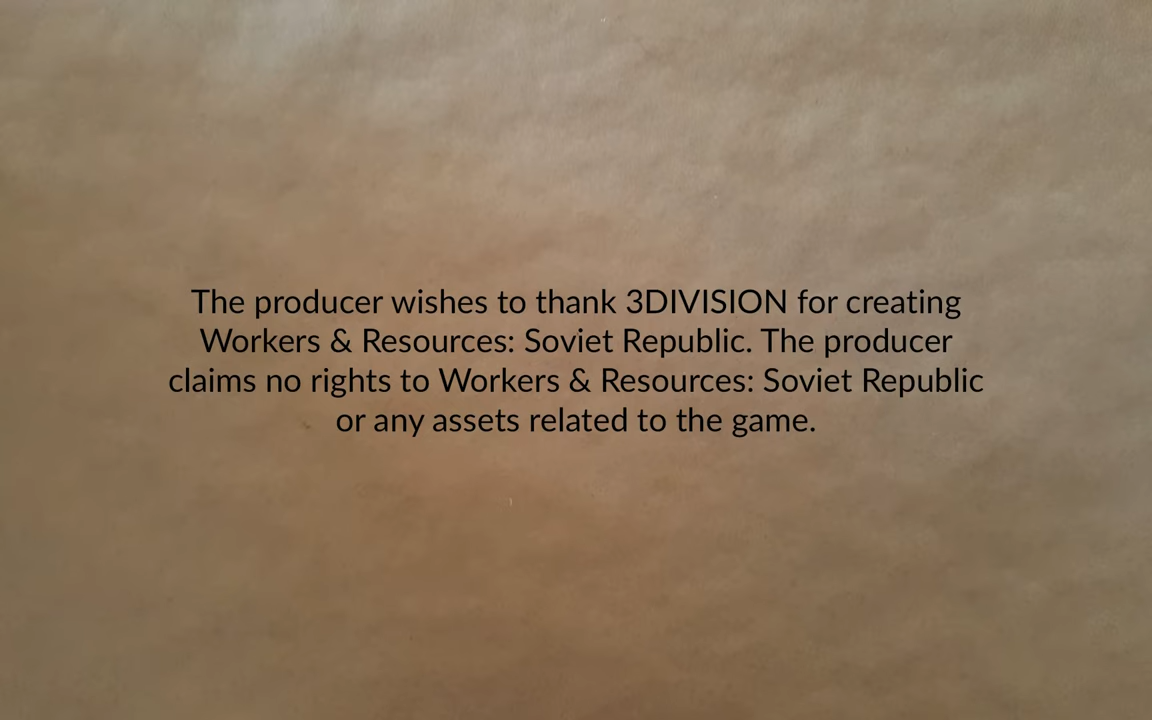 The producer wishes to thank 3DIVISION for creating
Workers & Resources: Soviet Republic. The producer
claims no rights to Workers & Resources: Soviet Republic
or any assets related to the game.